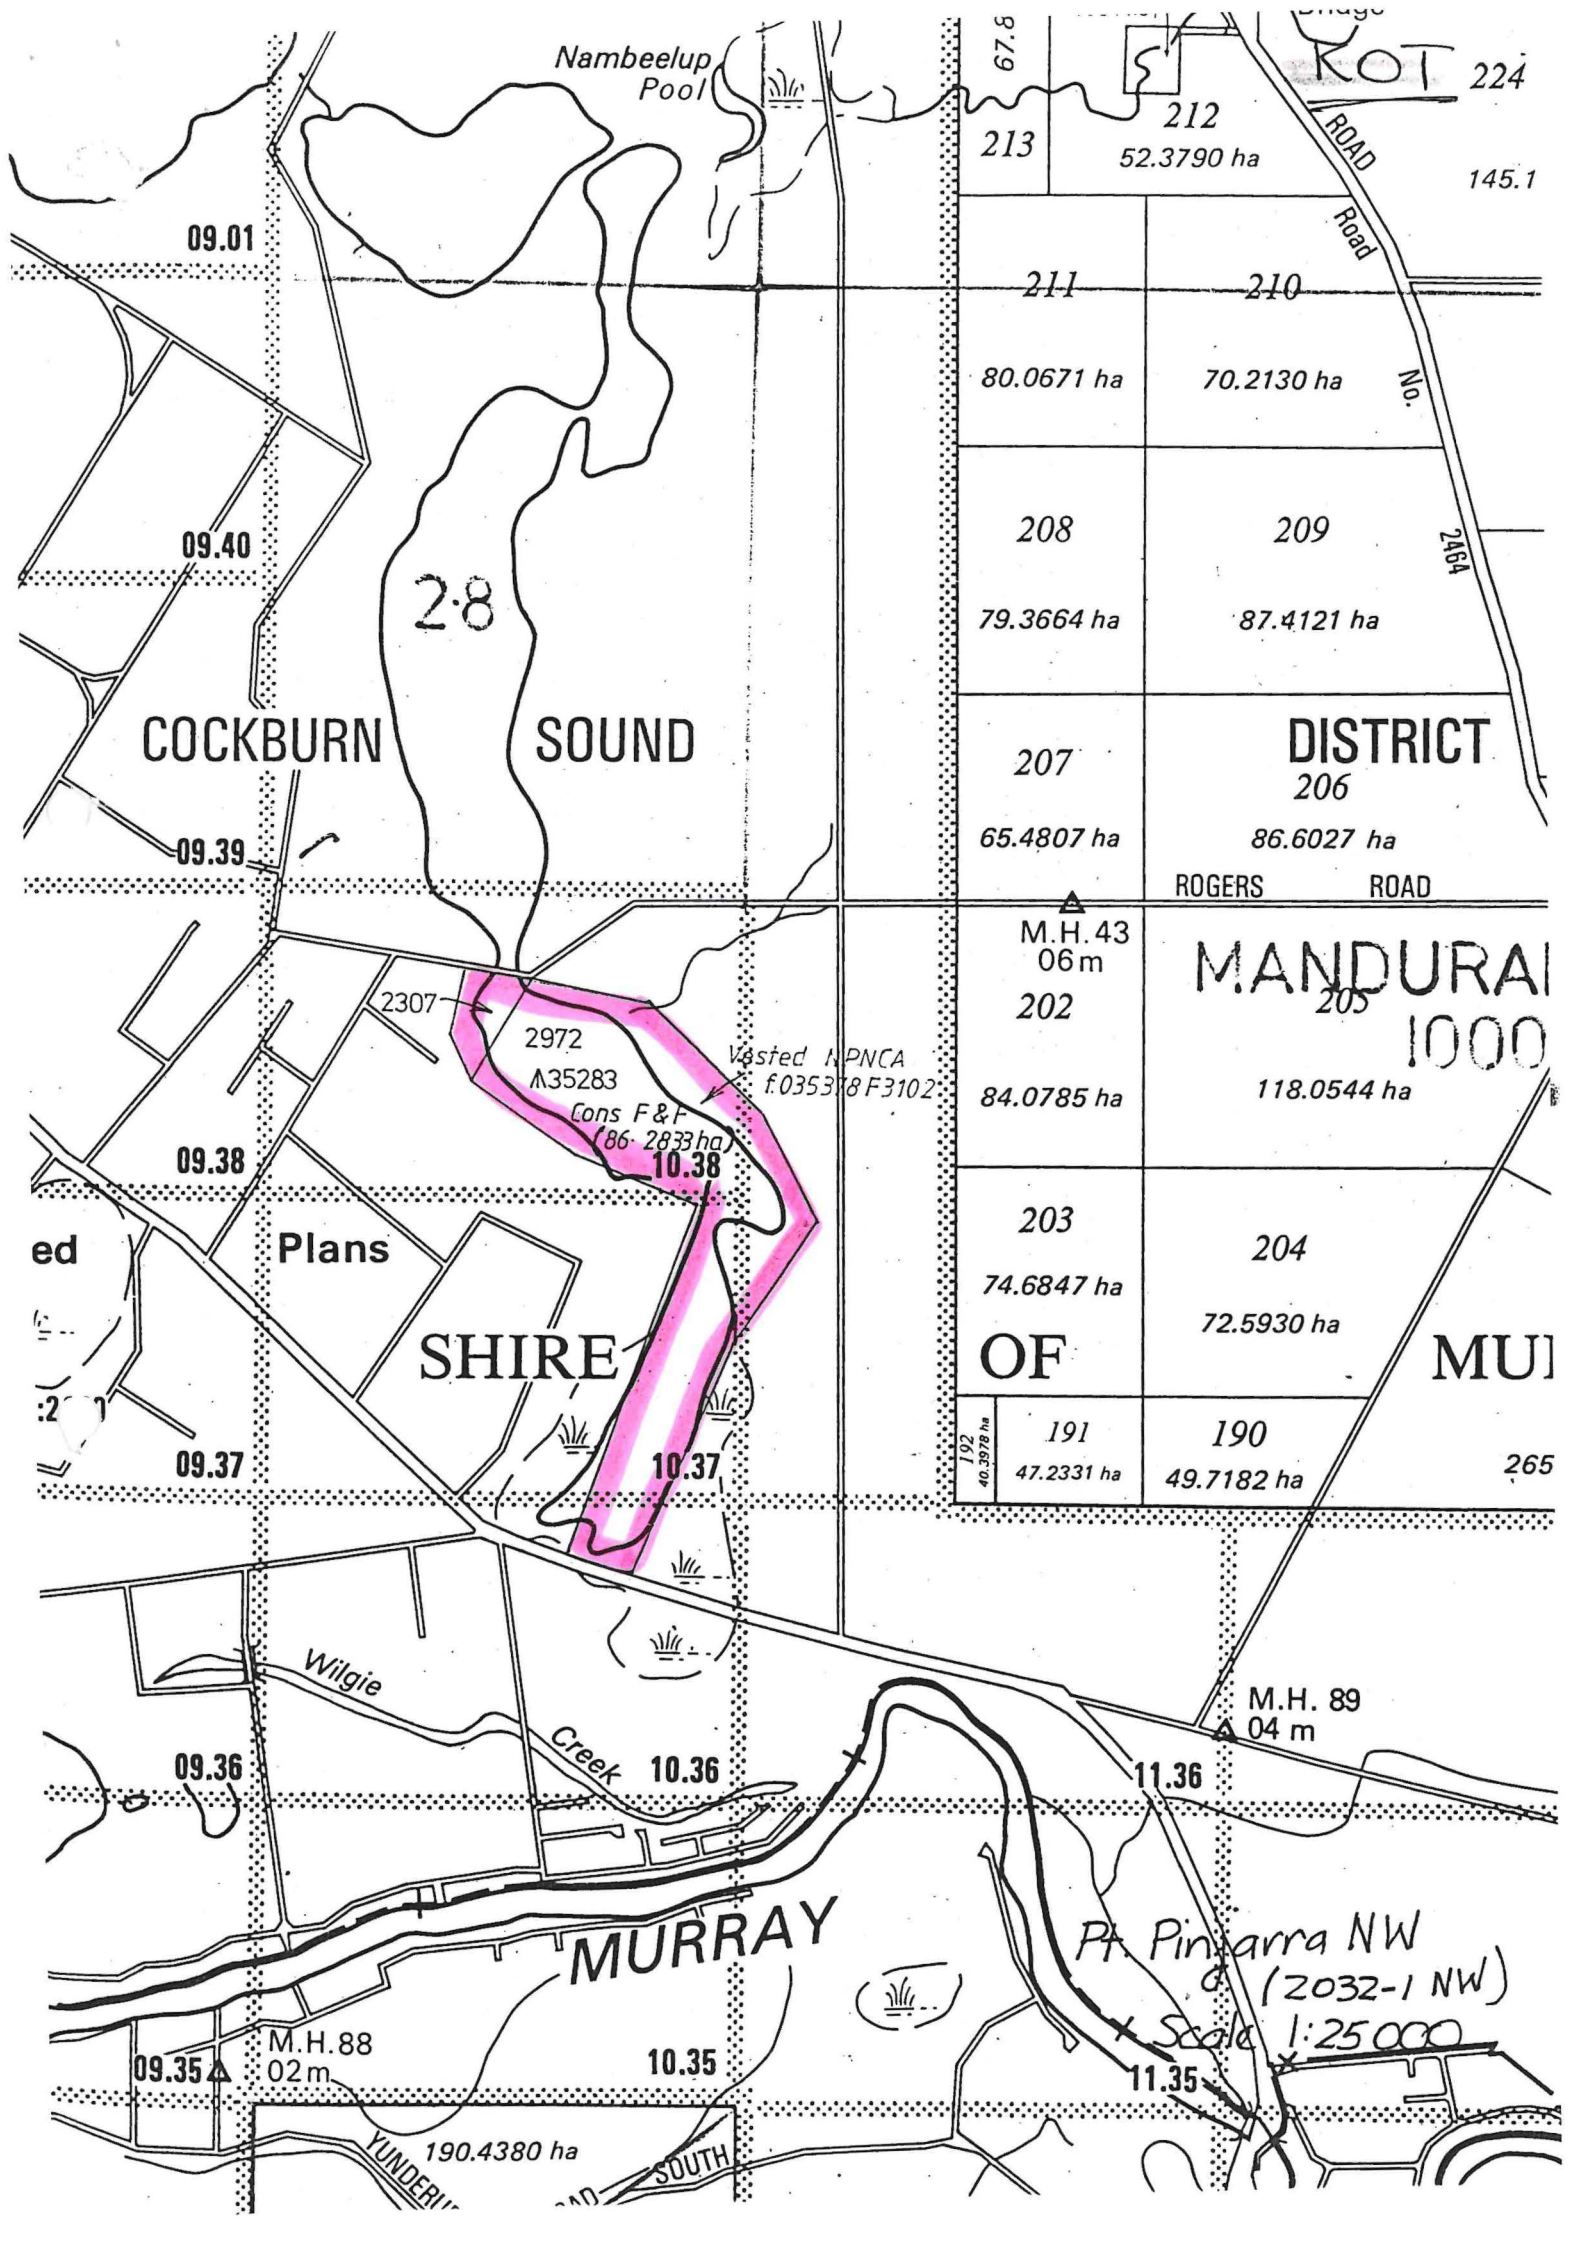 Nambeelup
Pool
67.8
KOT
224
213
212
52.3790 ha
ROAD
145.1
09.01
Road
211
210
80.0671 ha
70.2130 ha
No.
208
209
09.40
2464
2·8
79.3664 ha
87.4121 ha
COCKBURN SOUND
DISTRICT
207
206
65.4807 ha
86.6027 ha
09.39
ROGERS ROAD
M.H. 43
06 m
MANDURA
2307
202
205
1000
2972
Vested NPNCA
35283
f.035378 F3102
84.0785 ha
118.0544 ha
Cons F & F
(86. 2833 ha)
09.38
10.38
203
204
ed
Plans
74.6847 ha
72.5930 ha
SHIRE
OF
MU
192
40.3978 ha
191
190
09.37
10.37
47.2331 ha
49.7182 ha
265
Wilgie
Creek
M.H. 89
04 m
09.36
10.36
11.36
MURRAY
Pt. Pinjarra NW
(2032-1 NW)
Scale 1:25 000
M.H. 88
02 m
09.35
10.35
11.35
190.4380 ha
SOUTH